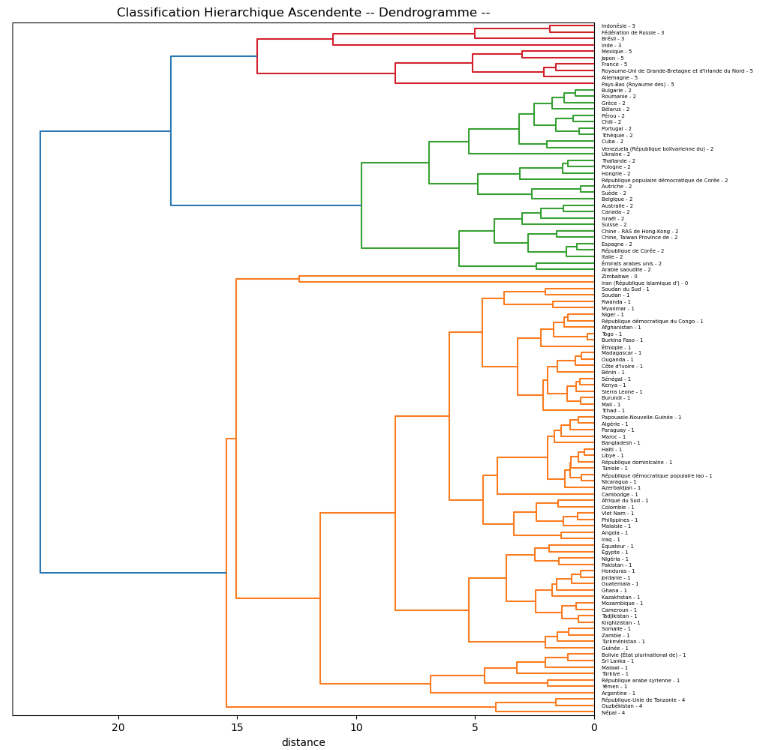 Classification Hierarchique Ascendente -- Dendrogramme --
Indonésie - 3
Fédération de Russie - 3
Brésil - 3
Inde - 3
Mexique - 5
Japon - 5
France - 5
Royaume-Uni de Grande-Bretagne et d'Irlande du Nord - 5
Allemagne - 5
Pays-Bas (Royaume des) - 5
Bulgarie - 2
Roumanie - 2
Grèce - 2
Bélarus - 2
Pérou - 2
Chili - 2
Portugal - 2
Tchéquie - 2
Cuba - 2
Venezuela (République bolivarienne du) - 2
Ukraine - 2
Thaïlande - 2
Pologne - 2
Hongrie - 2
République populaire démocratique de Corée - 2
Autriche - 2
Suède - 2
Belgique - 2
Australie - 2
Canada - 2
Israël - 2
Suisse - 2
Chine - RAS de Hong-Kong - 2
Chine, Taiwan Province de - 2
Espagne - 2
République de Corée - 2
Italie - 2
Émirats arabes unis - 2
Arabie saoudite - 2
Zimbabwe - 0
Iran (République islamique d') - 0
Soudan du Sud - 1
Soudan - 1
Rwanda - 1
Myanmar - 1
Niger - 1
République démocratique du Congo - 1
Afghanistan - 1
Togo - 1
Burkina Faso - 1
Éthiopie - 1
Madagascar - 1
Ouganda - 1
Côte d'Ivoire - 1
Bénin - 1
Sénégal - 1
Kenya - 1
Sierra Leone - 1
Burundi - 1
Mali - 1
Tchad - 1
Papouasie-Nouvelle-Guinée - 1
Algérie - 1
Paraguay - 1
Maroc - 1
Bangladesh - 1
Haïti - 1
Libye - 1
République dominicaine - 1
Tunisie - 1
République démocratique populaire lao - 1
Nicaragua - 1
Azerbaïdjan - 1
Cambodge - 1
Afrique du Sud - 1
Colombie - 1
Viet Nam - 1
Philippines - 1
Malaisie - 1
Angola - 1
Iraq - 1
Équateur - 1
Égypte - 1
Nigéria - 1
Pakistan - 1
Honduras - 1
Jordanie - 1
Guatemala - 1
Ghana - 1
Kazakhstan - 1
Mozambique - 1
Cameroun - 1
Tadjikistan - 1
Kirghizistan - 1
Somalie - 1
Zambie - 1
Turkménistan - 1
Guinée - 1
Bolivie (État plurinational de) - 1
Sri Lanka - 1
Malawi - 1
Türkiye - 1
République arabe syrienne - 1
Yémen - 1
Argentine - 1
République-Unie de Tanzanie - 4
Ouzbékistan - 4
Népal - 4
20 15 10 5 0
distance